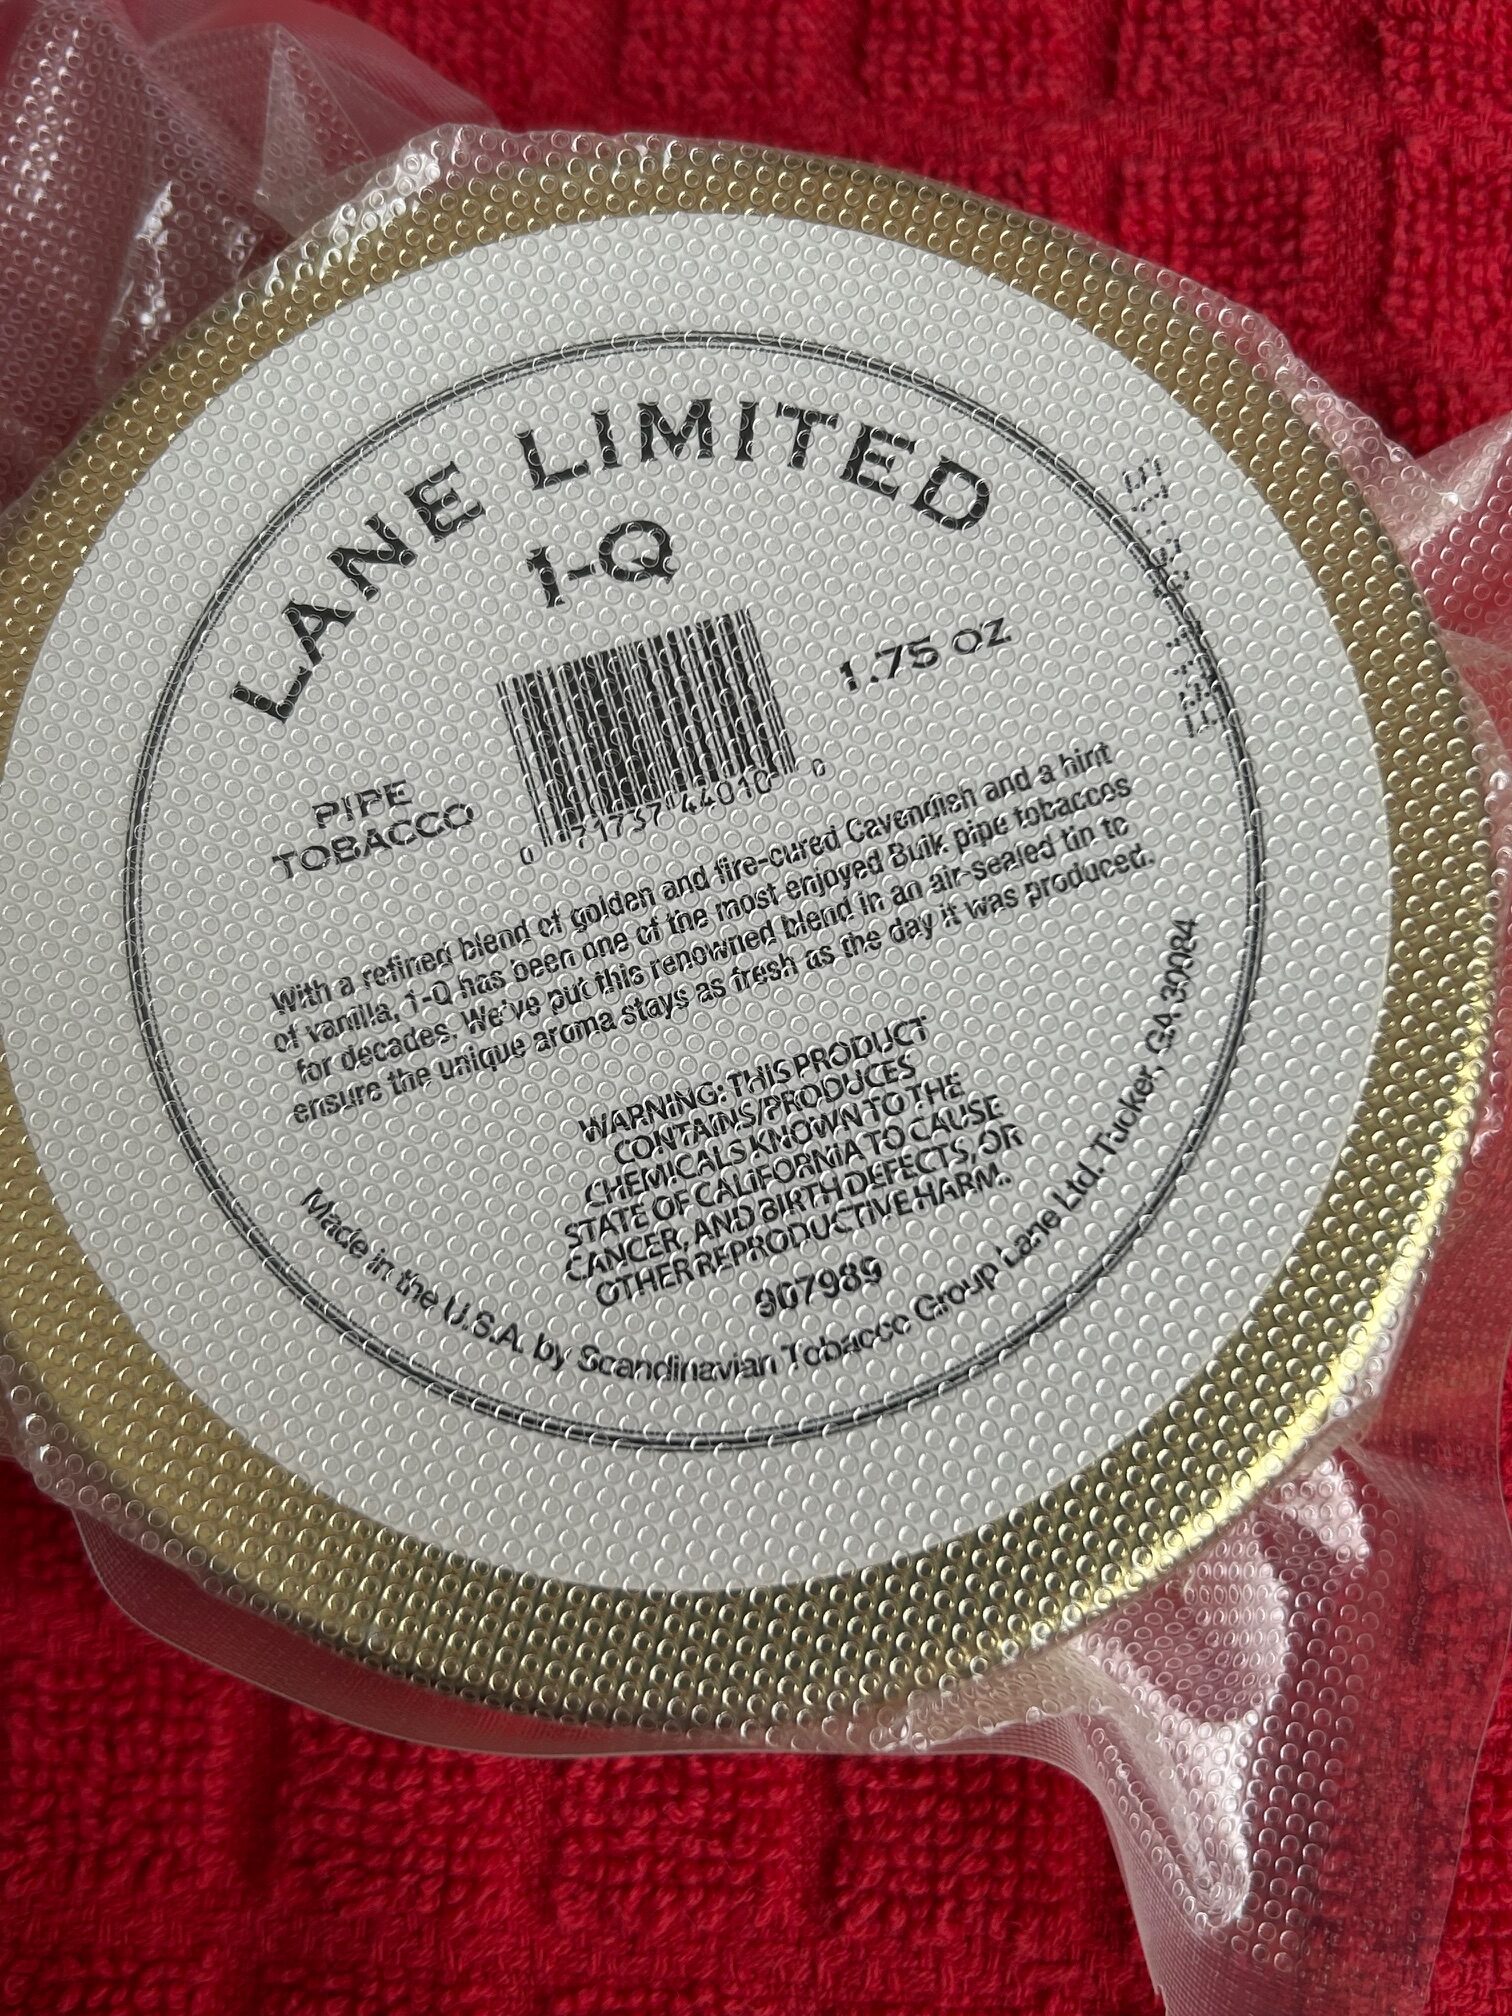 LANE LIMITED
1-Q
1.75 OZ
PIPE
TOBACCO
0 71737 44010 6
With a refined blend of golden and fire-cured Cavendish and a hint
of vanilla, 1-Q has been one of the most enjoyed Bulk pipe tobaccos
for decades. We've put this renowned blend in an air-sealed tin to
ensure the unique aroma stays as fresh as the day it was produced.
WARNING: THIS PRODUCT
CONTAINS/PRODUCES
CHEMICALS KNOWN TO THE
STATE OF CALIFORNIA TO CAUSE
CANCER, AND BIRTH DEFECTS, OR
OTHER REPRODUCTIVE HARM.
907989
Made in the U.S.A. by Scandinavian Tobacco Group Lane Ltd. Tucker, GA 30084